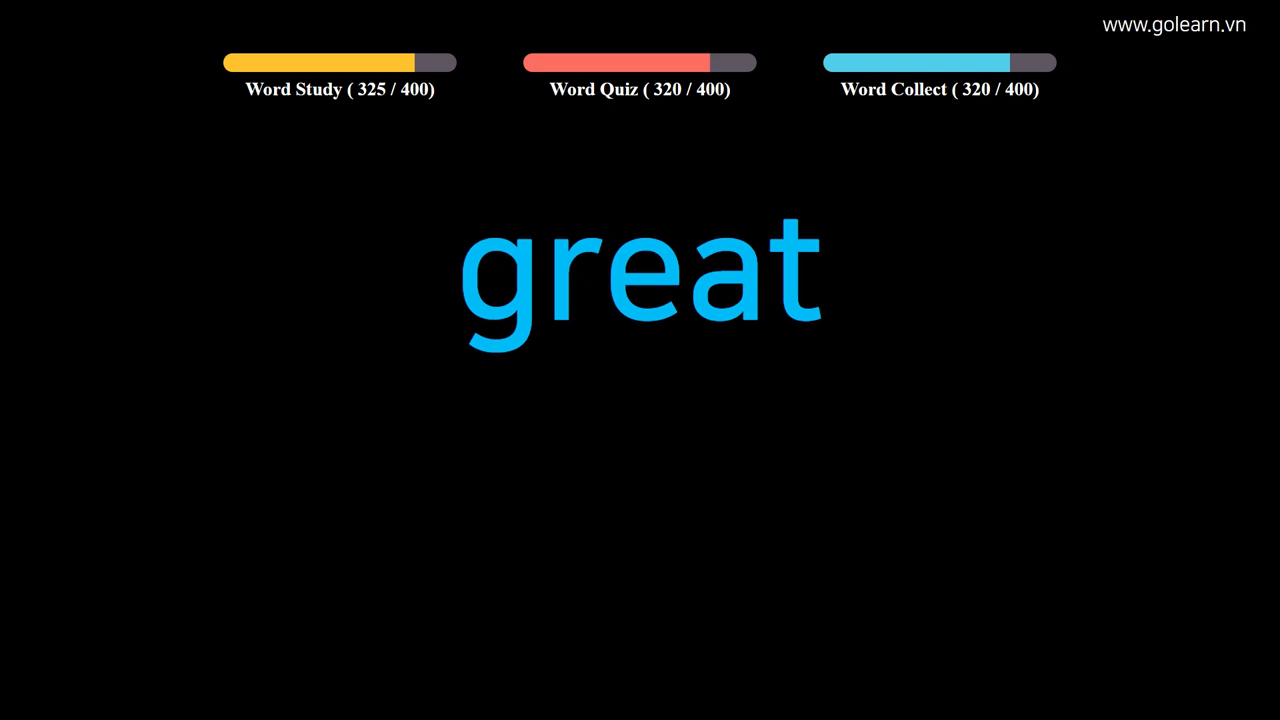 www.golearn.vn
Word Study ( 325 / 400)
Word Quiz ( 320 / 400)
Word Collect ( 320 / 400)
great